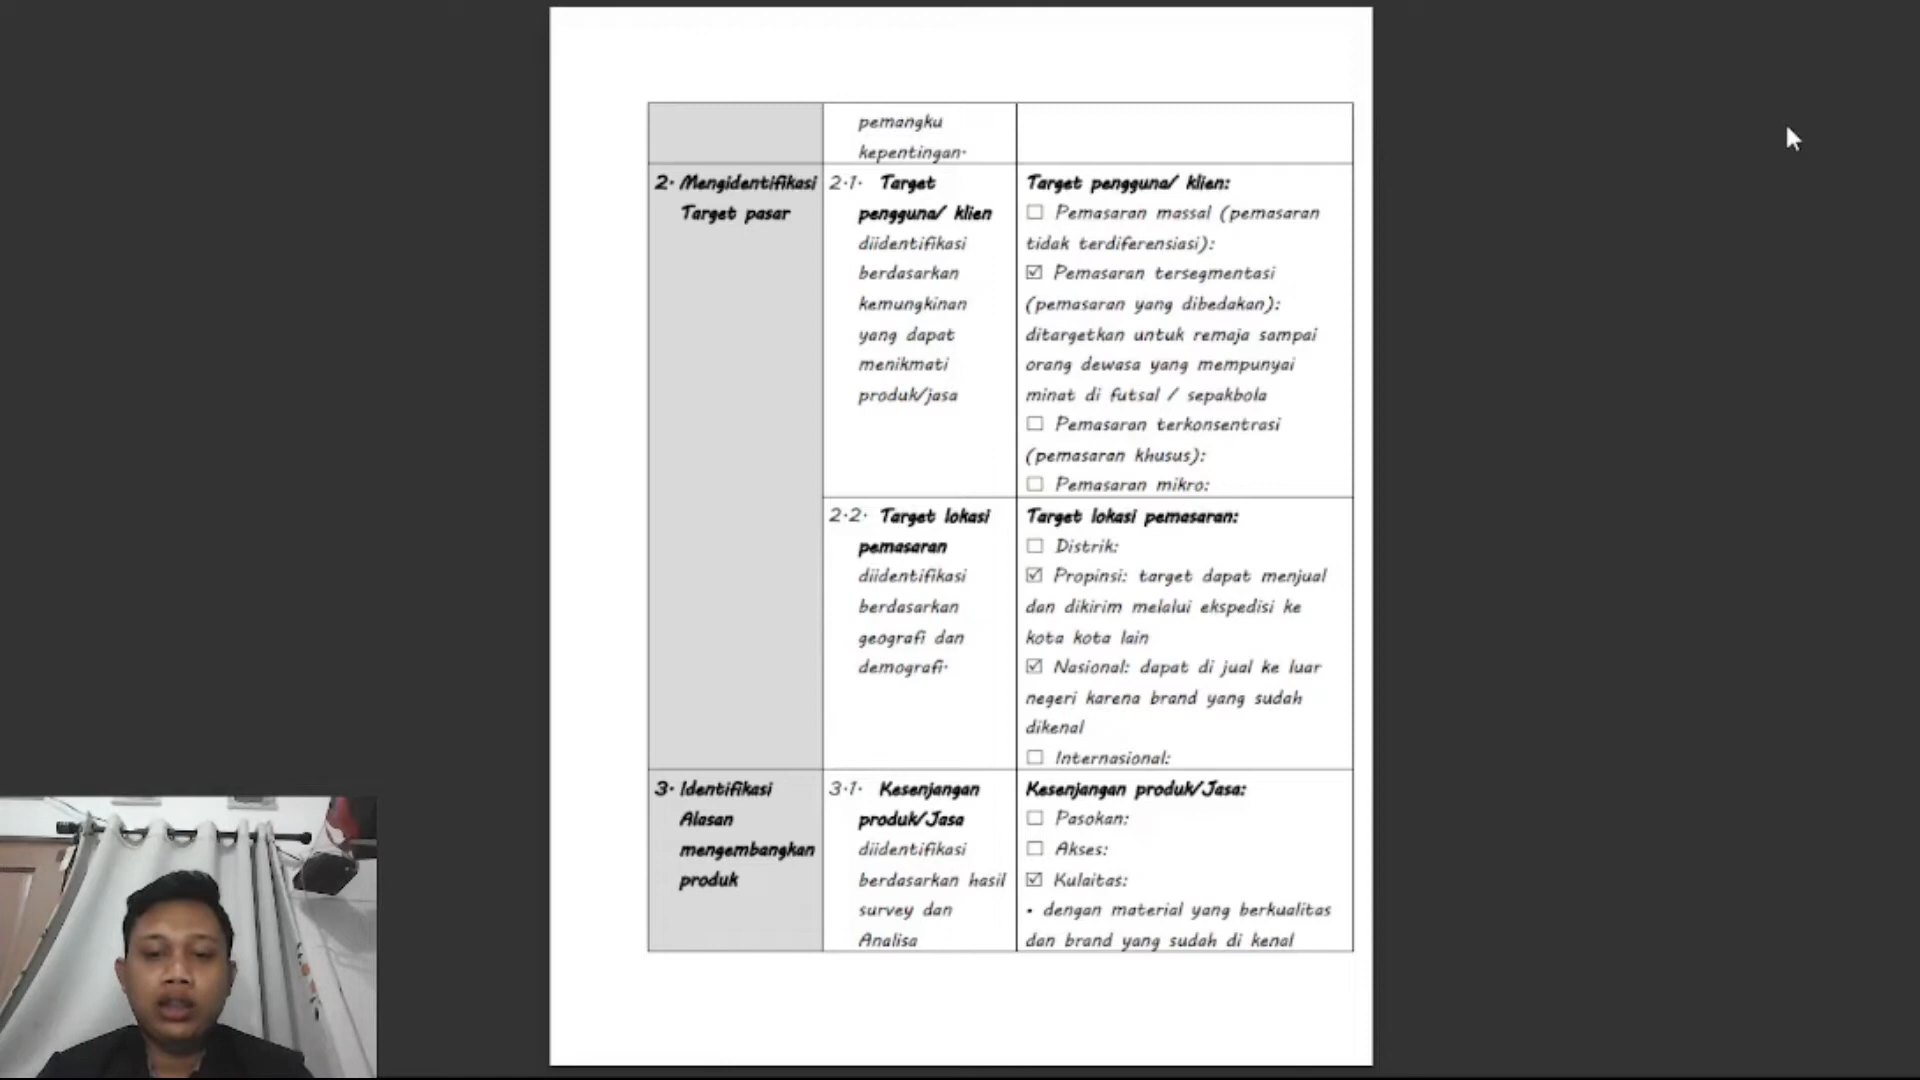 pemangku
kepentingan.
2. Mengidentifikasi
Target pasar
2.1. Target
pengguna/ klien
diidentifikasi
berdasarkan
kemungkinan
yang dapat
menikmati
produk/jasa
Target pengguna/ klien:
☐ Pemasaran massal (pemasaran
tidak terdiferensiasi):
☑ Pemasaran tersegmentasi
(pemasaran yang dibedakan):
ditargetkan untuk remaja sampai
orang dewasa yang mempunyai
minat di futsal / sepakbola
☐ Pemasaran terkonsentrasi
(pemasaran khusus):
☐ Pemasaran mikro:
2.2. Target lokasi
pemasaran
diidentifikasi
berdasarkan
geografi dan
demografi.
Target lokasi pemasaran:
☐ Distrik:
☑ Propinsi: target dapat menjual
dan dikirim melalui ekspedisi ke
kota kota lain
☑ Nasional: dapat di jual ke luar
negeri karena brand yang sudah
dikenal
☐ Internasional:
3. Identifikasi
Alasan
mengembangkan
produk
3.1. Kesenjangan
produk/Jasa
diidentifikasi
berdasarkan hasil
survey dan
Analisa
Kesenjangan produk/Jasa:
☐ Pasokan:
☐ Akses:
☑ Kulaitas:
• dengan material yang berkualitas
dan brand yang sudah di kenal